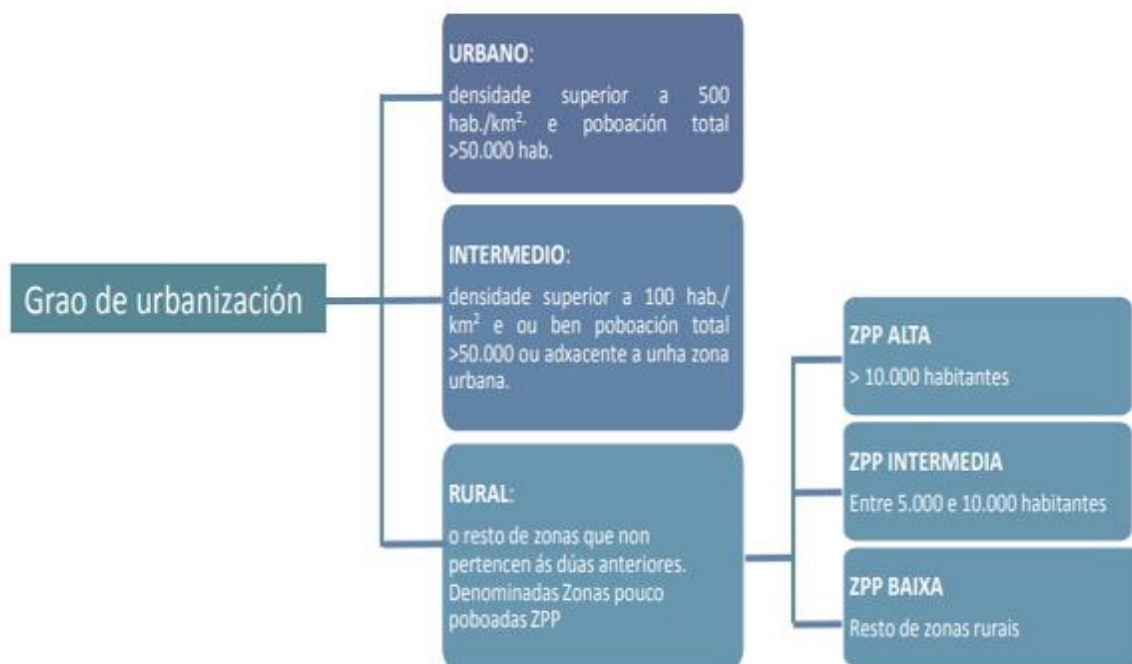 URBANO:
densidade superior a 500
hab./km², e poboación total
>50.000 hab.
INTERMEDIO:
densidade superior a 100 hab./
km² e ou ben poboación total
>50.000 ou adxacente a unha zona
urbana.
Grao de urbanización
RURAL:
o resto de zonas que non
pertencen ás dúas anteriores.
Denominadas Zonas pouco
poboadas ZPP
ZPP ALTA
> 10.000 habitantes
ZPP INTERMEDIA
Entre 5.000 e 10.000 habitantes
ZPP BAIXA
Resto de zonas rurais